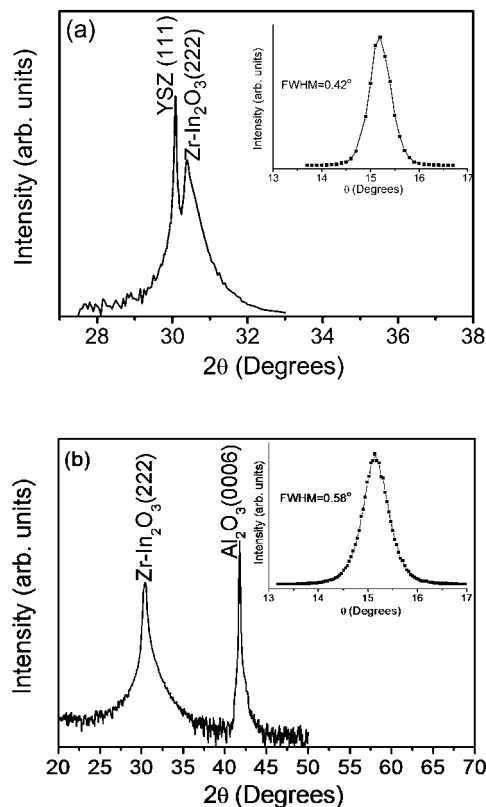 (a)
YSZ (111)
Zr-In₂O₃(222)
Intensity (arb. units)
28 30 32 34 36 38
2θ (Degrees)
FWHM=0.42°
Intensity (arb. units)
13 14 15 16 17
θ (Degrees)
(b)
Zr-In₂O₃(222)
Al₂O₃(0006)
Intensity (arb. units)
20 25 30 35 40 45 50 55 60 65 70
2θ (Degrees)
FWHM=0.58°
Intensity (arb. units)
13 14 15 16 17
θ (Degrees)